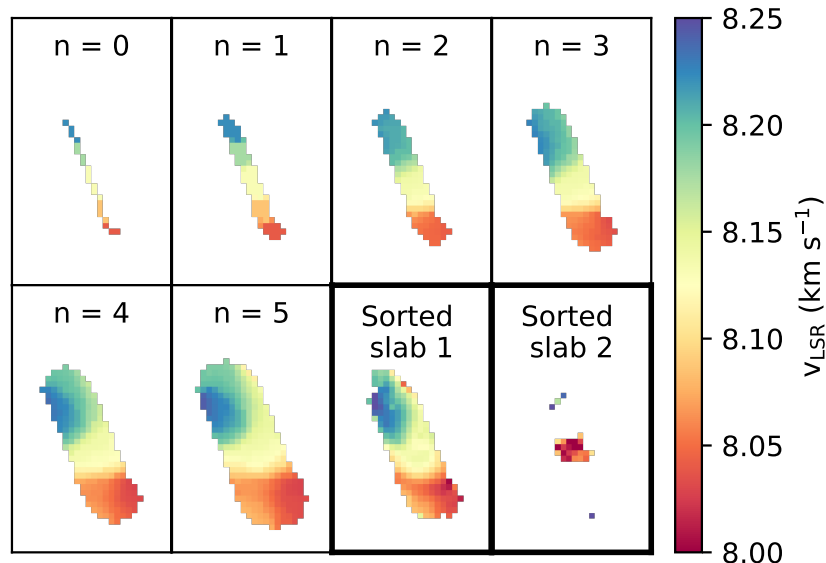 n = 0
n = 1
n = 2
n = 3
n = 4
n = 5
Sorted
slab 1
Sorted
slab 2
8.25
8.20
8.15
8.10
8.05
8.00
v_LSR (km s⁻¹)